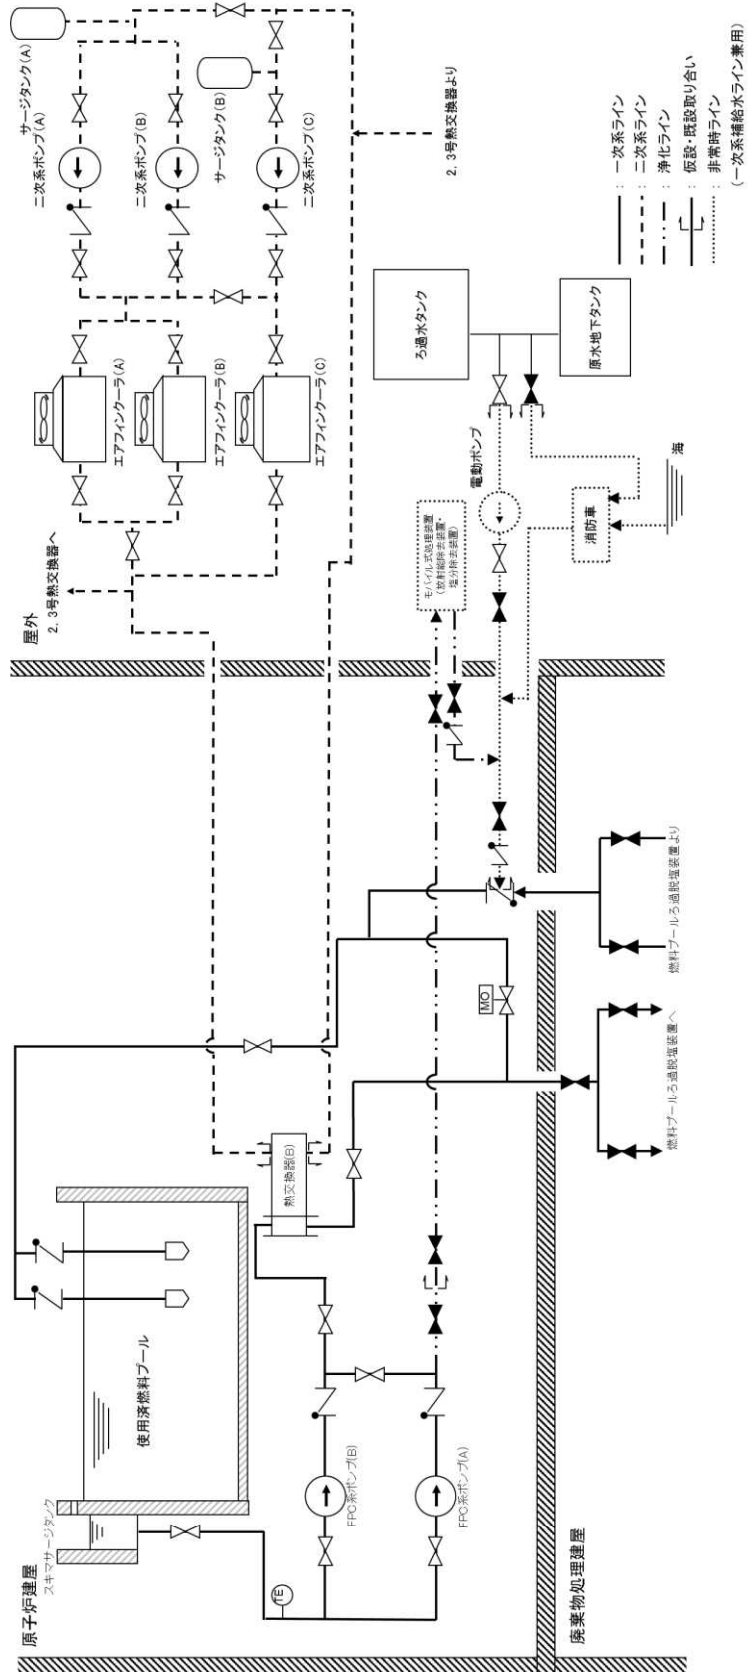 原子炉建屋
スキマサージタンク
使用済燃料プール
TE
FPC系ポンプ(B)
FPC系ポンプ(A)
熱交換器(B)
MO
廃棄物処理建屋
燃料プールろ過脱塩装置へ
燃料プールろ過脱塩装置より
屋外
2, 3号熱交換器へ
エアフィンクーラ(A)
エアフィンクーラ(B)
エアフィンクーラ(C)
サージタンク(A)
二次系ポンプ(A)
二次系ポンプ(B)
サージタンク(B)
二次系ポンプ(C)
2, 3号熱交換器より
モバイル式処理装置
(放射能除去装置・
塩分除去装置)
電動ポンプ
ろ過水タンク
原水地下タンク
消防車
海
: 一次系ライン
: 二次系ライン
: 浄化ライン
: 仮設・既設取り合い
: 非常時ライン
(一次系補給水ライン兼用)